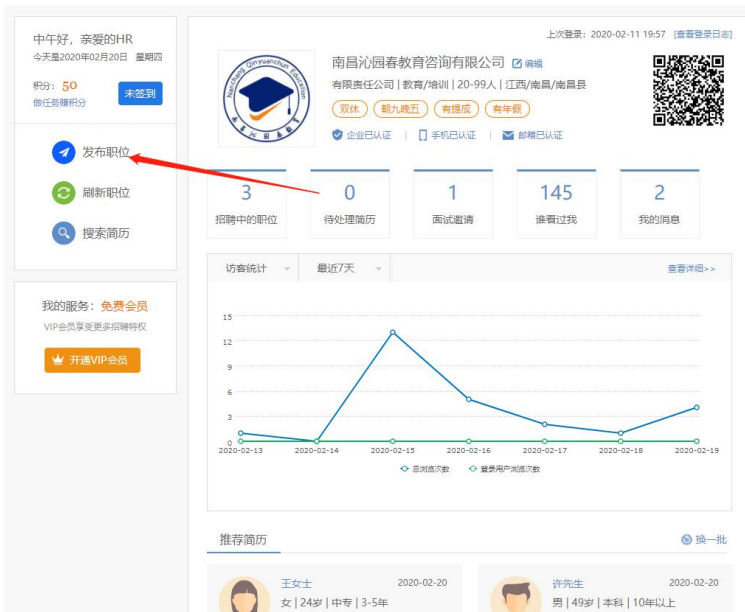 中午好，亲爱的HR
今天是2020年02月20日 星期四
积分：50
做任务赚积分
未签到
发布职位
刷新职位
搜索简历
我的服务：免费会员
VIP会员享受更多招聘特权
开通VIP会员
上次登录：2020-02-11 19:57 [查看登录日志]
Nanchang Qinyuanchun Education
南昌沁园春教育
南昌沁园春教育咨询有限公司 编辑
有限责任公司 | 教育/培训 | 20-99人 | 江西/南昌/南昌县
双休 朝九晚五 有提成 有年假
企业已认证 | 手机已认证 | 邮箱已认证
3 0 1 145 2
招聘中的职位 待处理简历 面试邀请 谁看过我 我的消息
访客统计 最近7天 查看详细>>
15
12
9
6
3
0
2020-02-13 2020-02-14 2020-02-15 2020-02-16 2020-02-17 2020-02-18 2020-02-19
总浏览次数 登录用户浏览次数
推荐简历 换一批
王女士 2020-02-20
女 | 24岁 | 中专 | 3-5年
许先生 2020-02-20
男 | 49岁 | 本科 | 10年以上